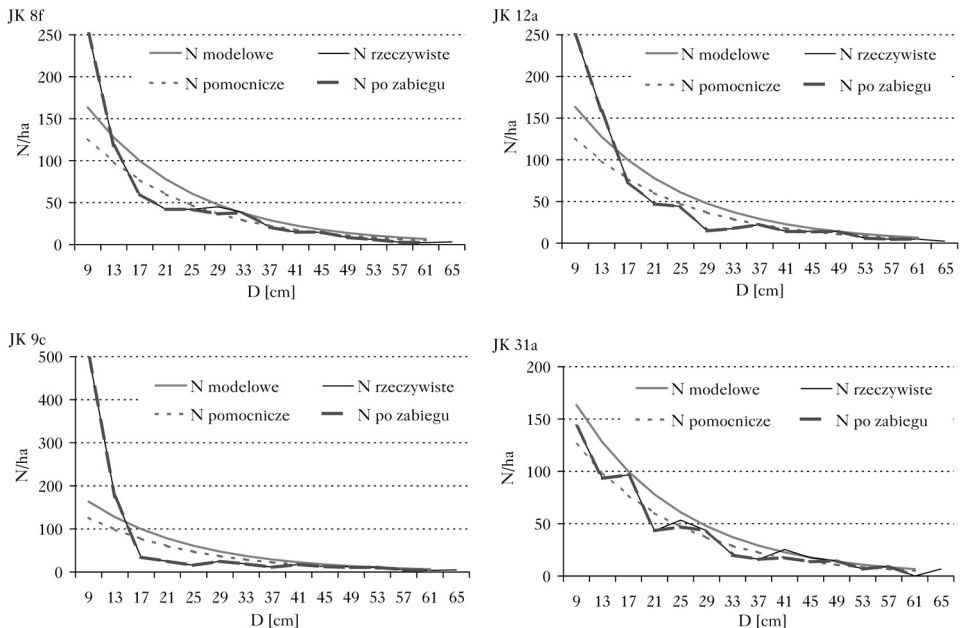 JK 8f
250
200
150
100
50
0
N/ha
N modelowe
N rzeczywiste
N pomocnicze
N po zabiegu
9 13 17 21 25 29 33 37 41 45 49 53 57 61 65
D [cm]
JK 12a
250
200
150
100
50
0
N/ha
N modelowe
N rzeczywiste
N pomocnicze
N po zabiegu
9 13 17 21 25 29 33 37 41 45 49 53 57 61 65
D [cm]
JK 9c
500
400
300
200
100
0
N/ha
N modelowe
N rzeczywiste
N pomocnicze
N po zabiegu
9 13 17 21 25 29 33 37 41 45 49 53 57 61 65
D [cm]
JK 31a
200
150
100
50
0
N/ha
N modelowe
N rzeczywiste
N pomocnicze
N po zabiegu
9 13 17 21 25 29 33 37 41 45 49 53 57 61 65
D [cm]